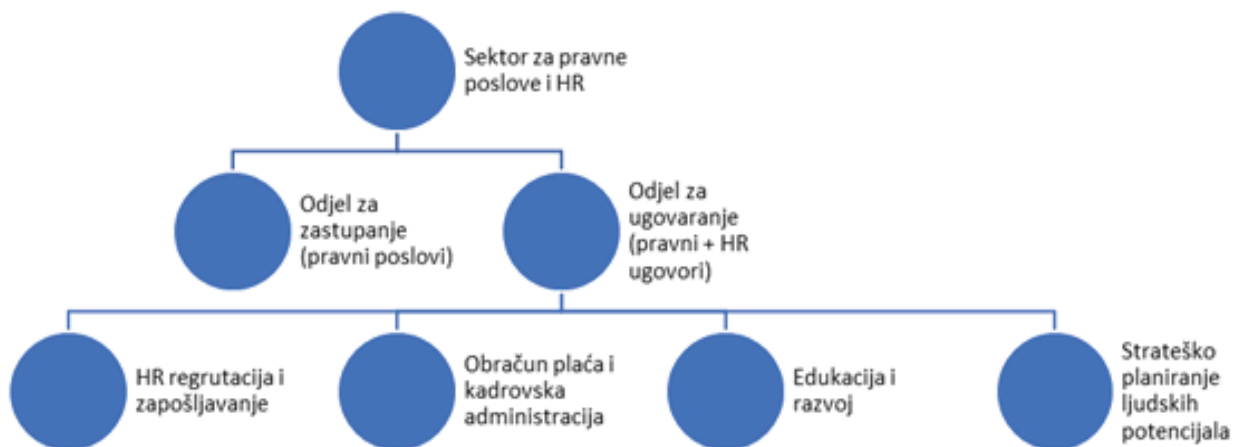 Sektor za pravne
poslove i HR
Odjel za
zastupanje
(pravni poslovi)
Odjel za
ugovaranje
(pravni + HR
ugovori)
HR regrutacija i
zapošljavanje
Obračun plaća i
kadrovska
administracija
Edukacija i
razvoj
Strateško
planiranje
ljudskih
potencijala